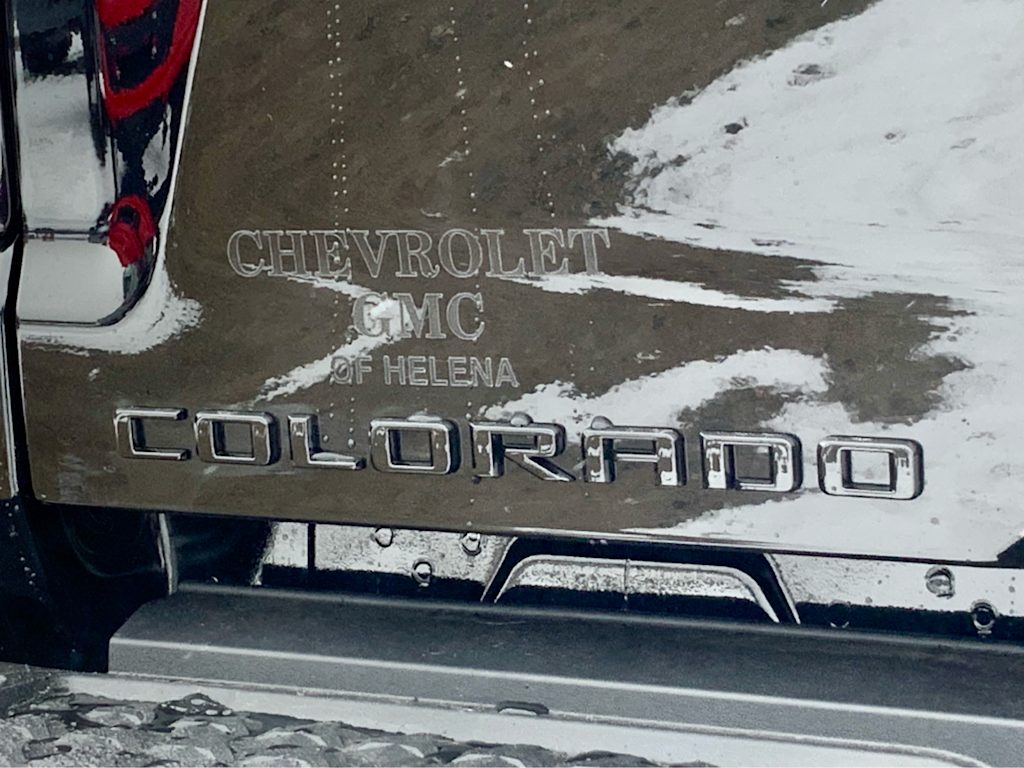 CHEVROLET
GMC
OF HELENA
COLORADO